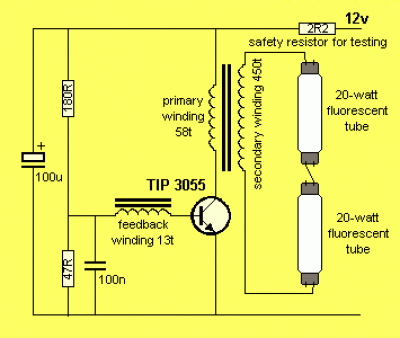 12v
2R2
safety resistor for testing
180R
primary
winding
58t
secondary winding 450t
20-watt
fluorescent
tube
+
100u
TIP 3055
feedback
winding 13t
20-watt
fluorescent
tube
47R
100n